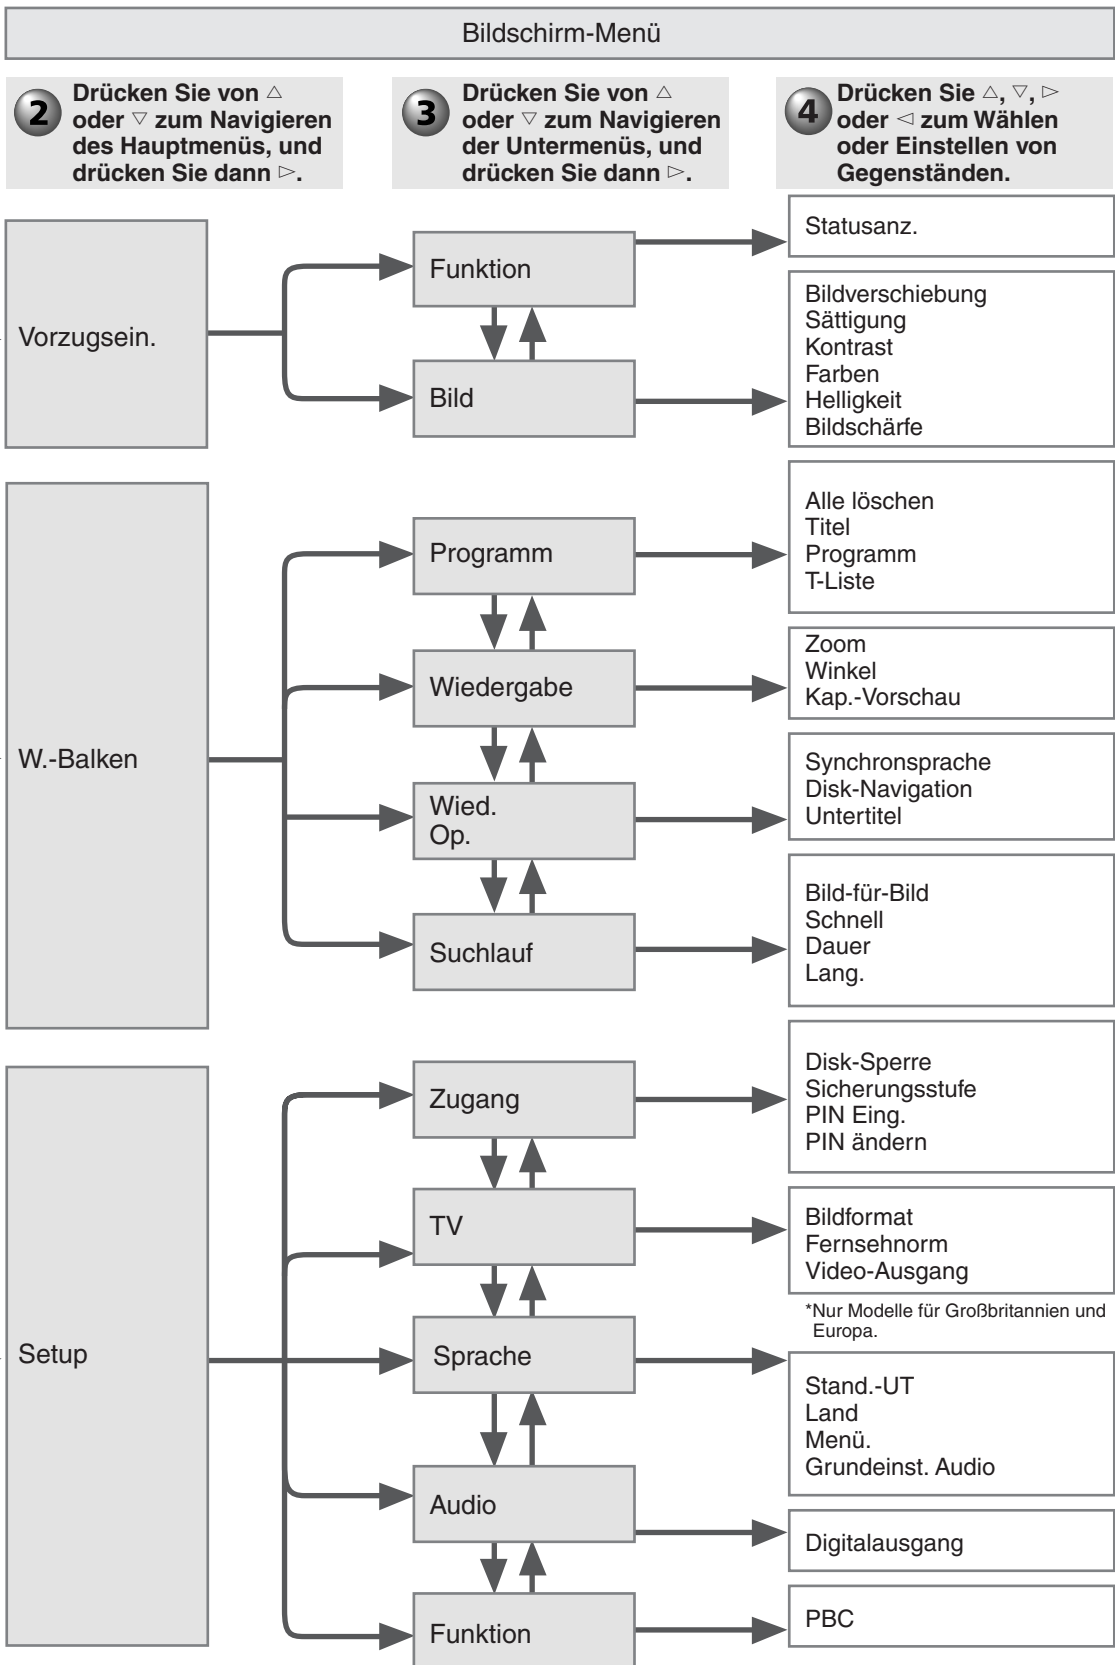 Bildschirm-Menü
2 Drücken Sie von △
oder ▽ zum Navigieren
des Hauptmenüs, und
drücken Sie dann ▷.
3 Drücken Sie von △
oder ▽ zum Navigieren
der Untermenüs, und
drücken Sie dann ▷.
4 Drücken Sie △, ▽, ▷
oder ◁ zum Wählen
oder Einstellen von
Gegenständen.
Vorzugsein.
Funktion
Statusanz.
Bild
Bildverschiebung
Sättigung
Kontrast
Farben
Helligkeit
Bildschärfe
W.-Balken
Programm
Alle löschen
Titel
Programm
T-Liste
Wiedergabe
Zoom
Winkel
Kap.-Vorschau
Wied.
Op.
Synchronsprache
Disk-Navigation
Untertitel
Suchlauf
Bild-für-Bild
Schnell
Dauer
Lang.
Setup
Zugang
Disk-Sperre
Sicherungsstufe
PIN Eing.
PIN ändern
TV
Bildformat
Fernsehnorm
Video-Ausgang
*Nur Modelle für Großbritannien und
Europa.
Sprache
Stand.-UT
Land
Menü.
Grundeinst. Audio
Audio
Digitalausgang
Funktion
PBC